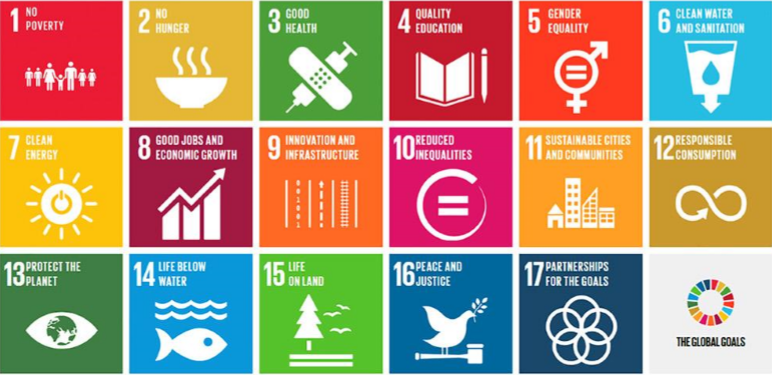 1 NO
POVERTY
2 NO
HUNGER
3 GOOD
HEALTH
4 QUALITY
EDUCATION
5 GENDER
EQUALITY
6 CLEAN WATER
AND SANITATION
7 CLEAN
ENERGY
8 GOOD JOBS AND
ECONOMIC GROWTH
9 INNOVATION AND
INFRASTRUCTURE
10 REDUCED
INEQUALITIES
11 SUSTAINABLE CITIES
AND COMMUNITIES
12 RESPONSIBLE
CONSUMPTION
13 PROTECT THE
PLANET
14 LIFE BELOW
WATER
15 LIFE
ON LAND
16 PEACE AND
JUSTICE
17 PARTNERSHIPS
FOR THE GOALS
THE GLOBAL GOALS